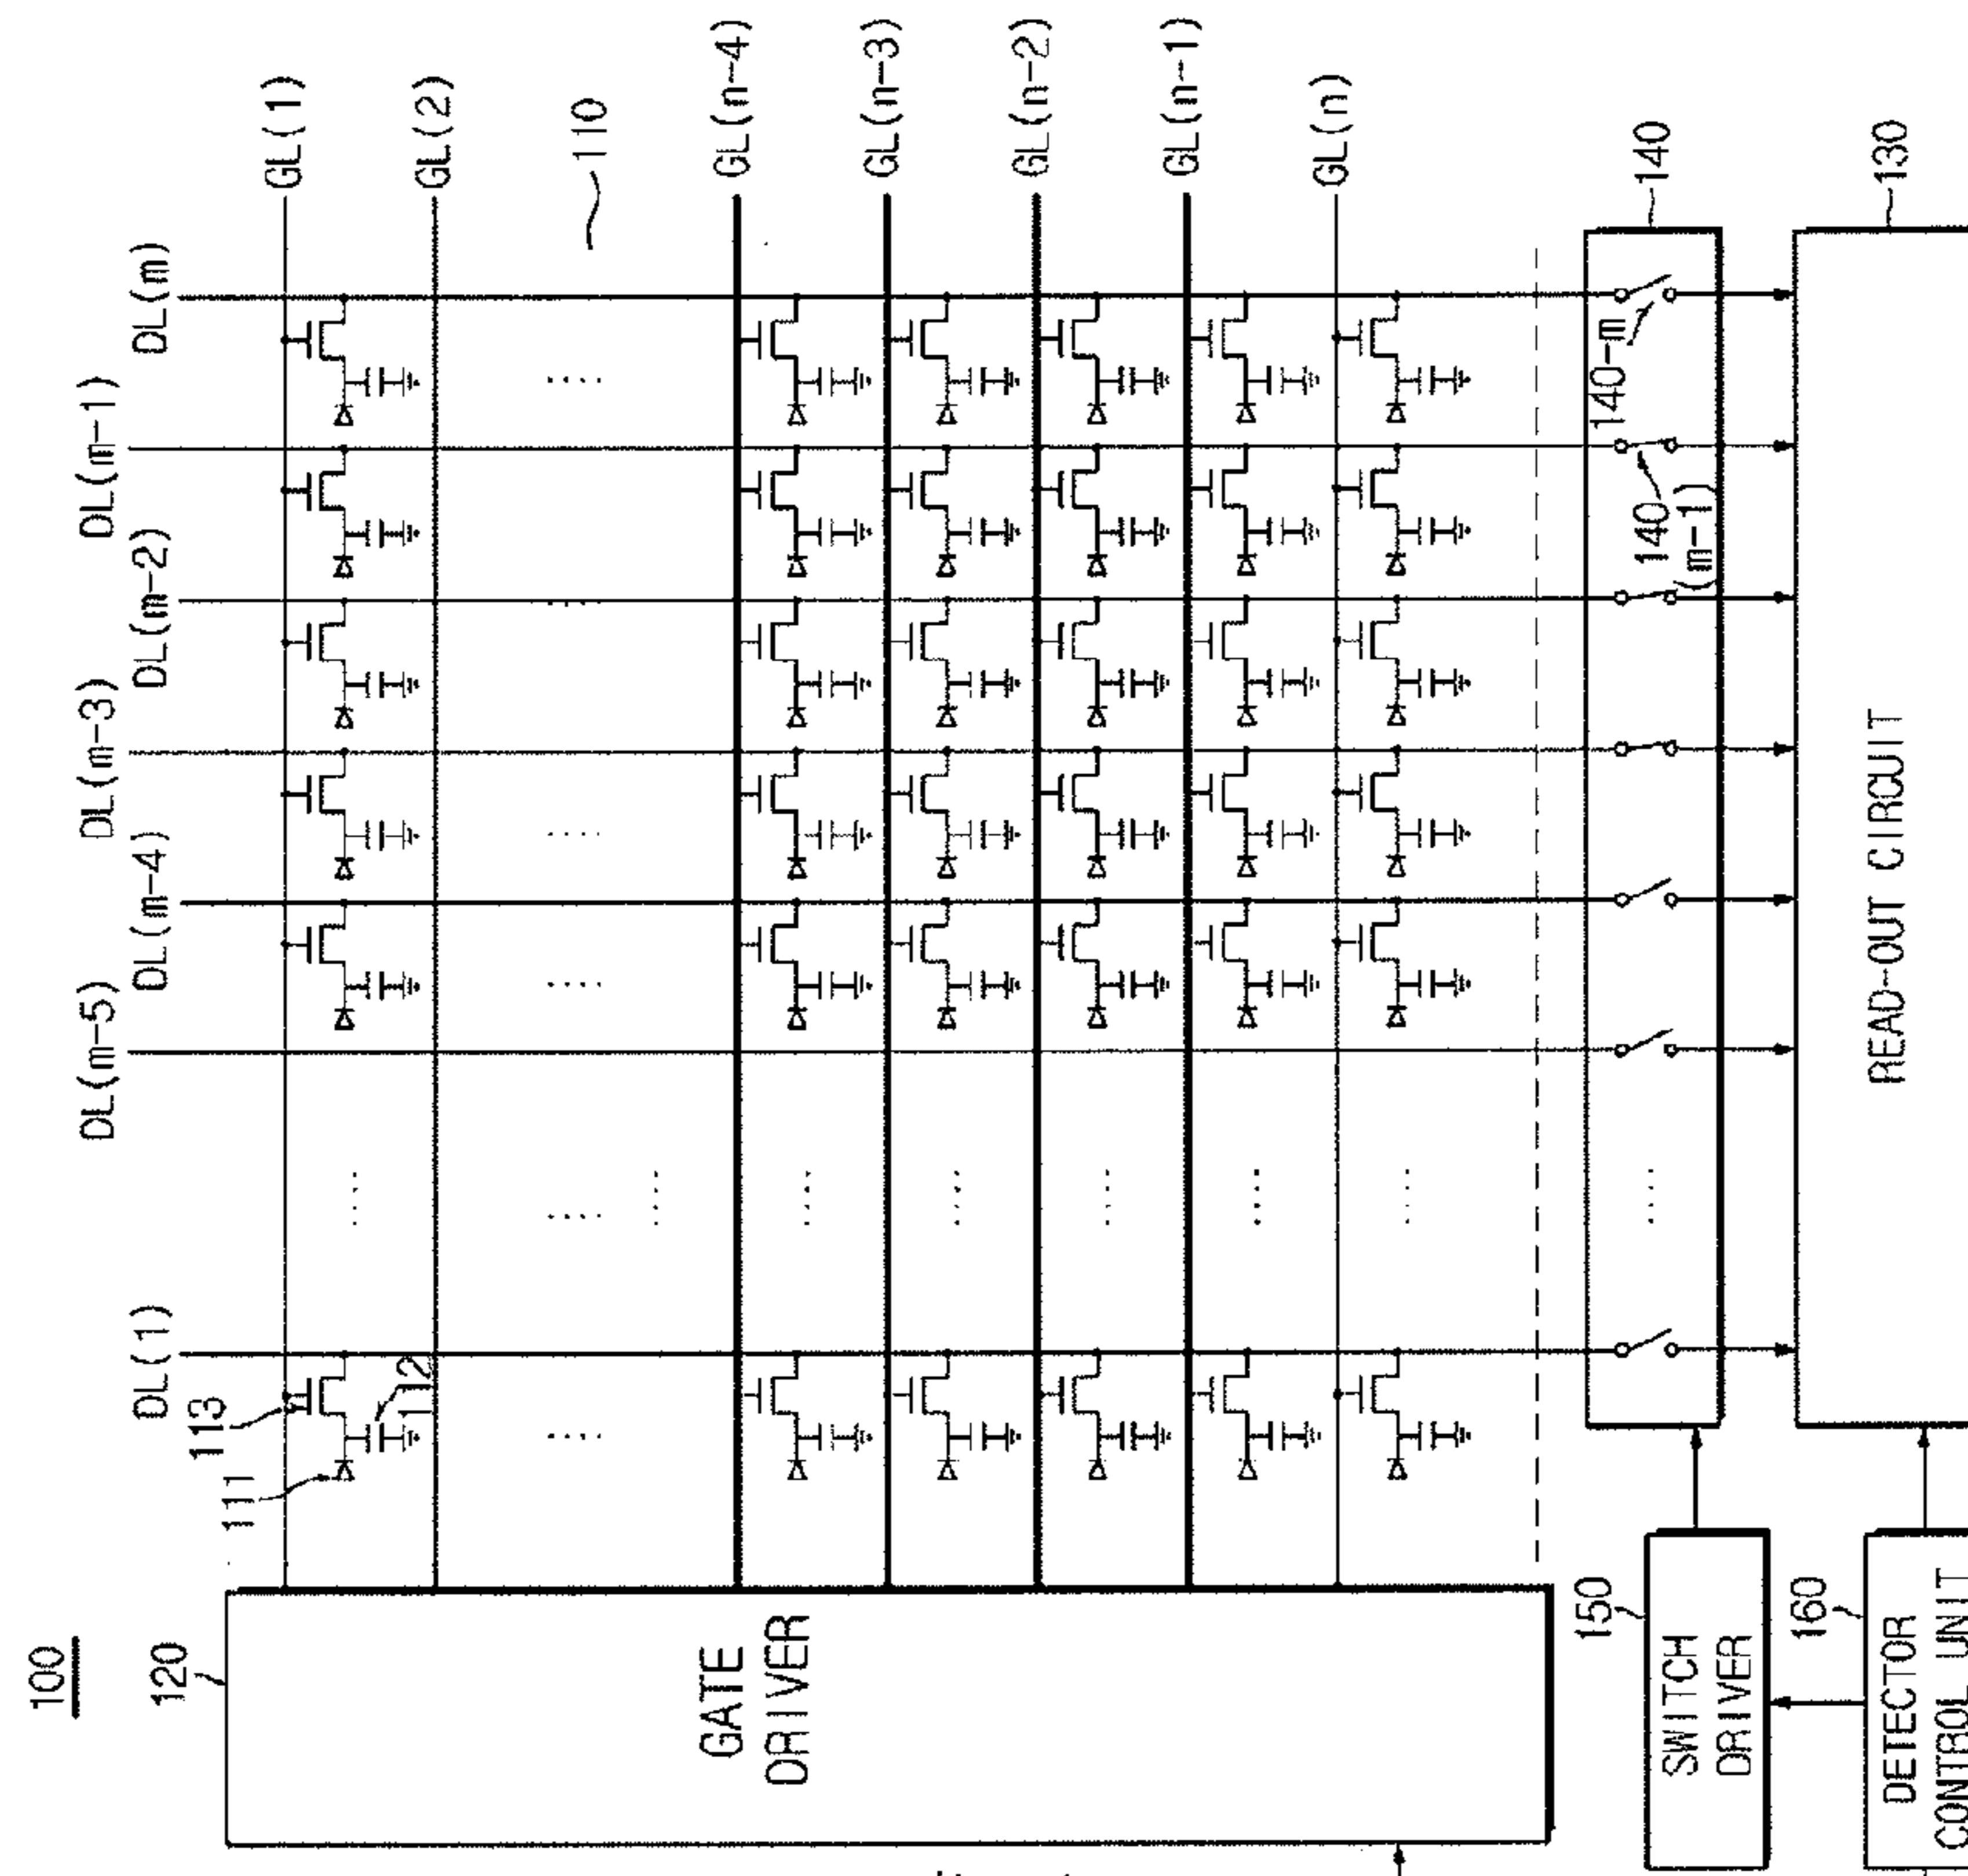 100
120
GATE
DRIVER
DL(1)
DL(m-5)
DL(m-4)
DL(m-3)
DL(m-2)
DL(m-1)
DL(m)
113
112
111
GL(1)
GL(2)
110
GL(n-4)
GL(n-3)
GL(n-2)
GL(n-1)
GL(n)
140-m
140
(m-1)
140
150
SWITCH
DRIVER
READ-OUT CIRCUIT
130
160
DETECTOR
CONTROL UNIT